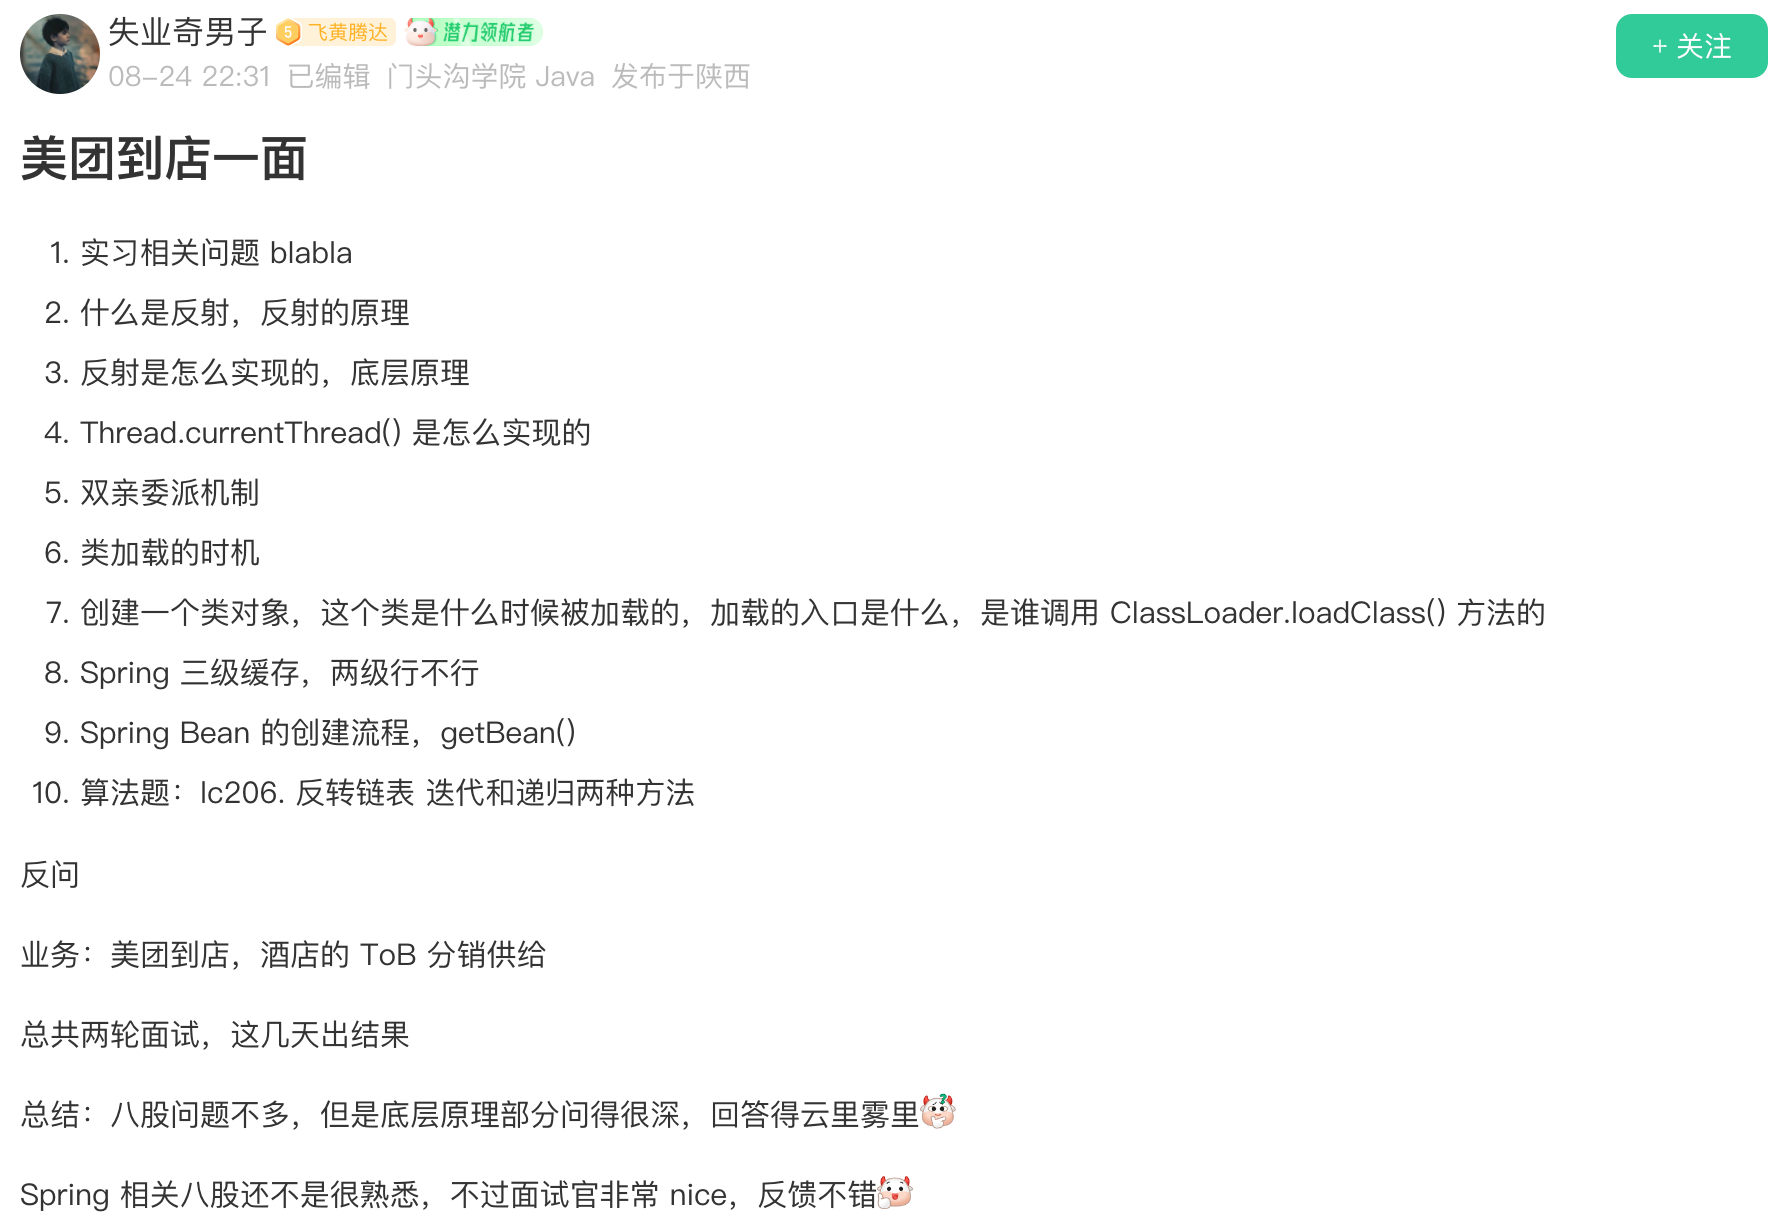 失业奇男子 5 飞黄腾达 潜力领航者
+ 关注
08-24 22:31 已编辑 门头沟学院 Java 发布于陕西
美团到店一面
1. 实习相关问题 blabla
2. 什么是反射，反射的原理
3. 反射是怎么实现的，底层原理
4. Thread.currentThread() 是怎么实现的
5. 双亲委派机制
6. 类加载的时机
7. 创建一个类对象，这个类是什么时候被加载的，加载的入口是什么，是谁调用 ClassLoader.loadClass() 方法的
8. Spring 三级缓存，两级行不行
9. Spring Bean 的创建流程，getBean()
10. 算法题：lc206. 反转链表 迭代和递归两种方法
反问
业务：美团到店，酒店的 ToB 分销供给
总共两轮面试，这几天出结果
总结：八股问题不多，但是底层原理部分问得很深，回答得云里雾里
Spring 相关八股还不是很熟悉，不过面试官非常 nice，反馈不错